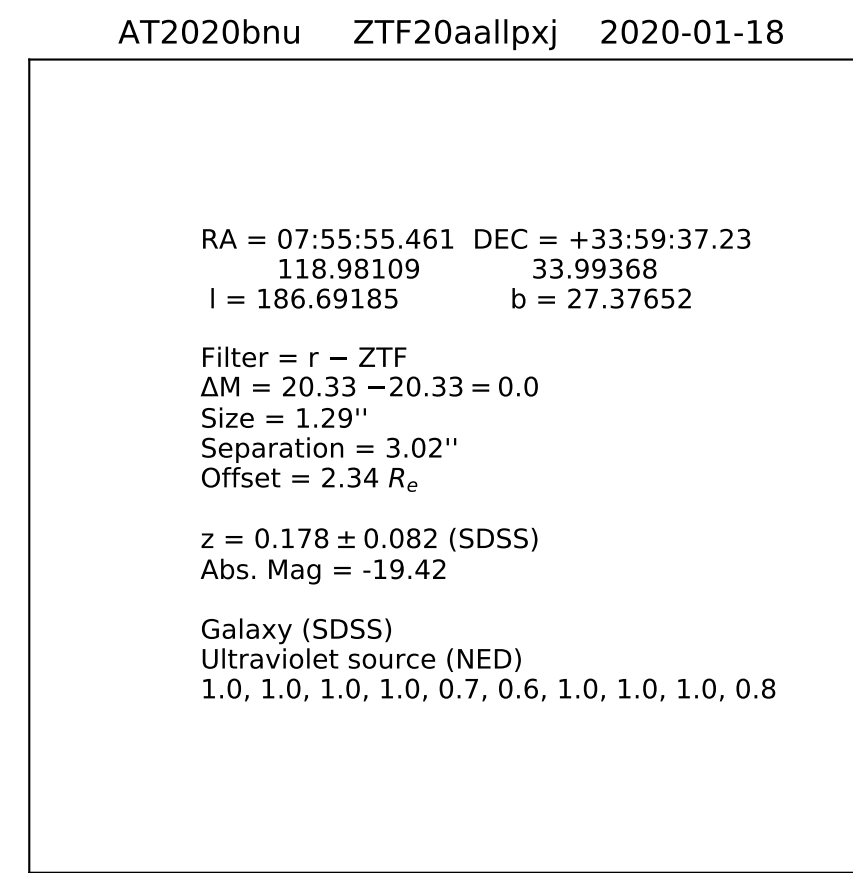 AT2020bnu ZTF20aallpxj 2020-01-18
RA = 07:55:55.461 DEC = +33:59:37.23
118.98109 33.99368
l = 186.69185 b = 27.37652
Filter = r − ZTF
ΔM = 20.33 −20.33 = 0.0
Size = 1.29''
Separation = 3.02''
Offset = 2.34 Rₑ
z = 0.178 ± 0.082 (SDSS)
Abs. Mag = -19.42
Galaxy (SDSS)
Ultraviolet source (NED)
1.0, 1.0, 1.0, 1.0, 0.7, 0.6, 1.0, 1.0, 1.0, 0.8